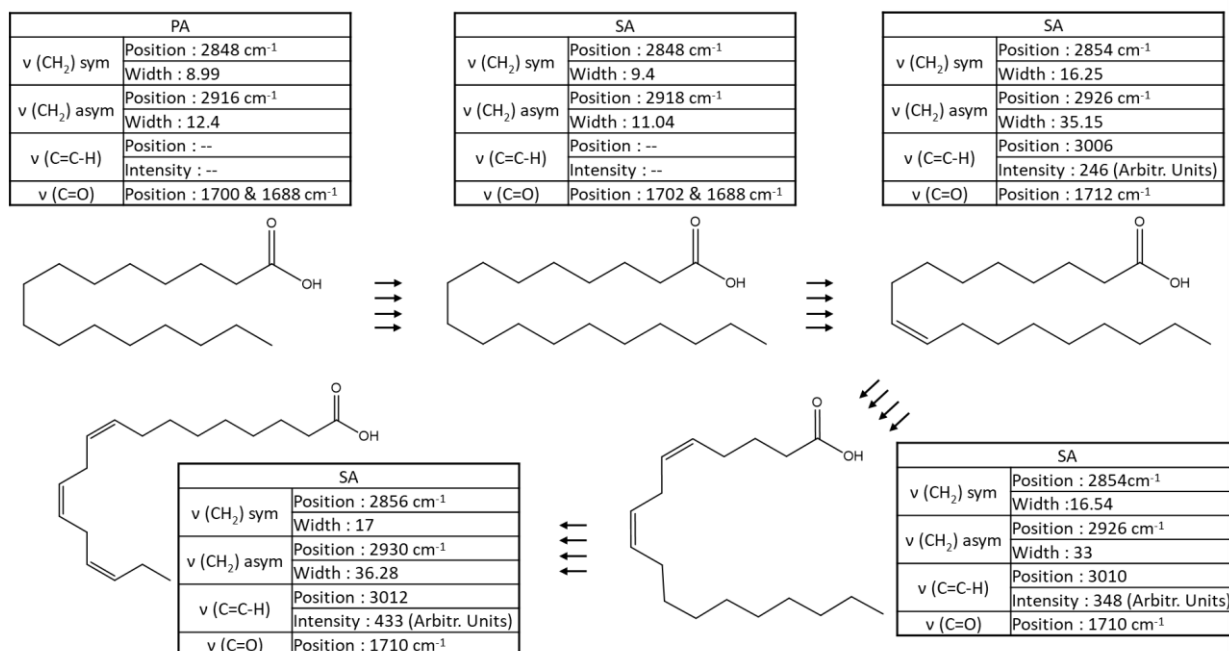 PA
ν (CH2) sym
Position : 2848 cm-1
Width : 8.99
ν (CH2) asym
Position : 2916 cm-1
Width : 12.4
ν (C=C-H)
Position : --
Intensity : --
ν (C=O)
Position : 1700 & 1688 cm-1
SA
ν (CH2) sym
Position : 2848 cm-1
Width : 9.4
ν (CH2) asym
Position : 2918 cm-1
Width : 11.04
ν (C=C-H)
Position : --
Intensity : --
ν (C=O)
Position : 1702 & 1688 cm-1
SA
ν (CH2) sym
Position : 2854 cm-1
Width : 16.25
ν (CH2) asym
Position : 2926 cm-1
Width : 35.15
ν (C=C-H)
Position : 3006
Intensity : 246 (Arbitr. Units)
ν (C=O)
Position : 1712 cm-1
O
OH
O
OH
O
OH
O
OH
O
OH
SA
ν (CH2) sym
Position : 2856 cm-1
Width : 17
ν (CH2) asym
Position : 2930 cm-1
Width : 36.28
ν (C=C-H)
Position : 3012
Intensity : 433 (Arbitr. Units)
ν (C=O)
Position : 1710 cm-1
SA
ν (CH2) sym
Position : 2854cm-1
Width :16.54
ν (CH2) asym
Position : 2926 cm-1
Width : 33
ν (C=C-H)
Position : 3010
Intensity : 348 (Arbitr. Units)
ν (C=O)
Position : 1710 cm-1